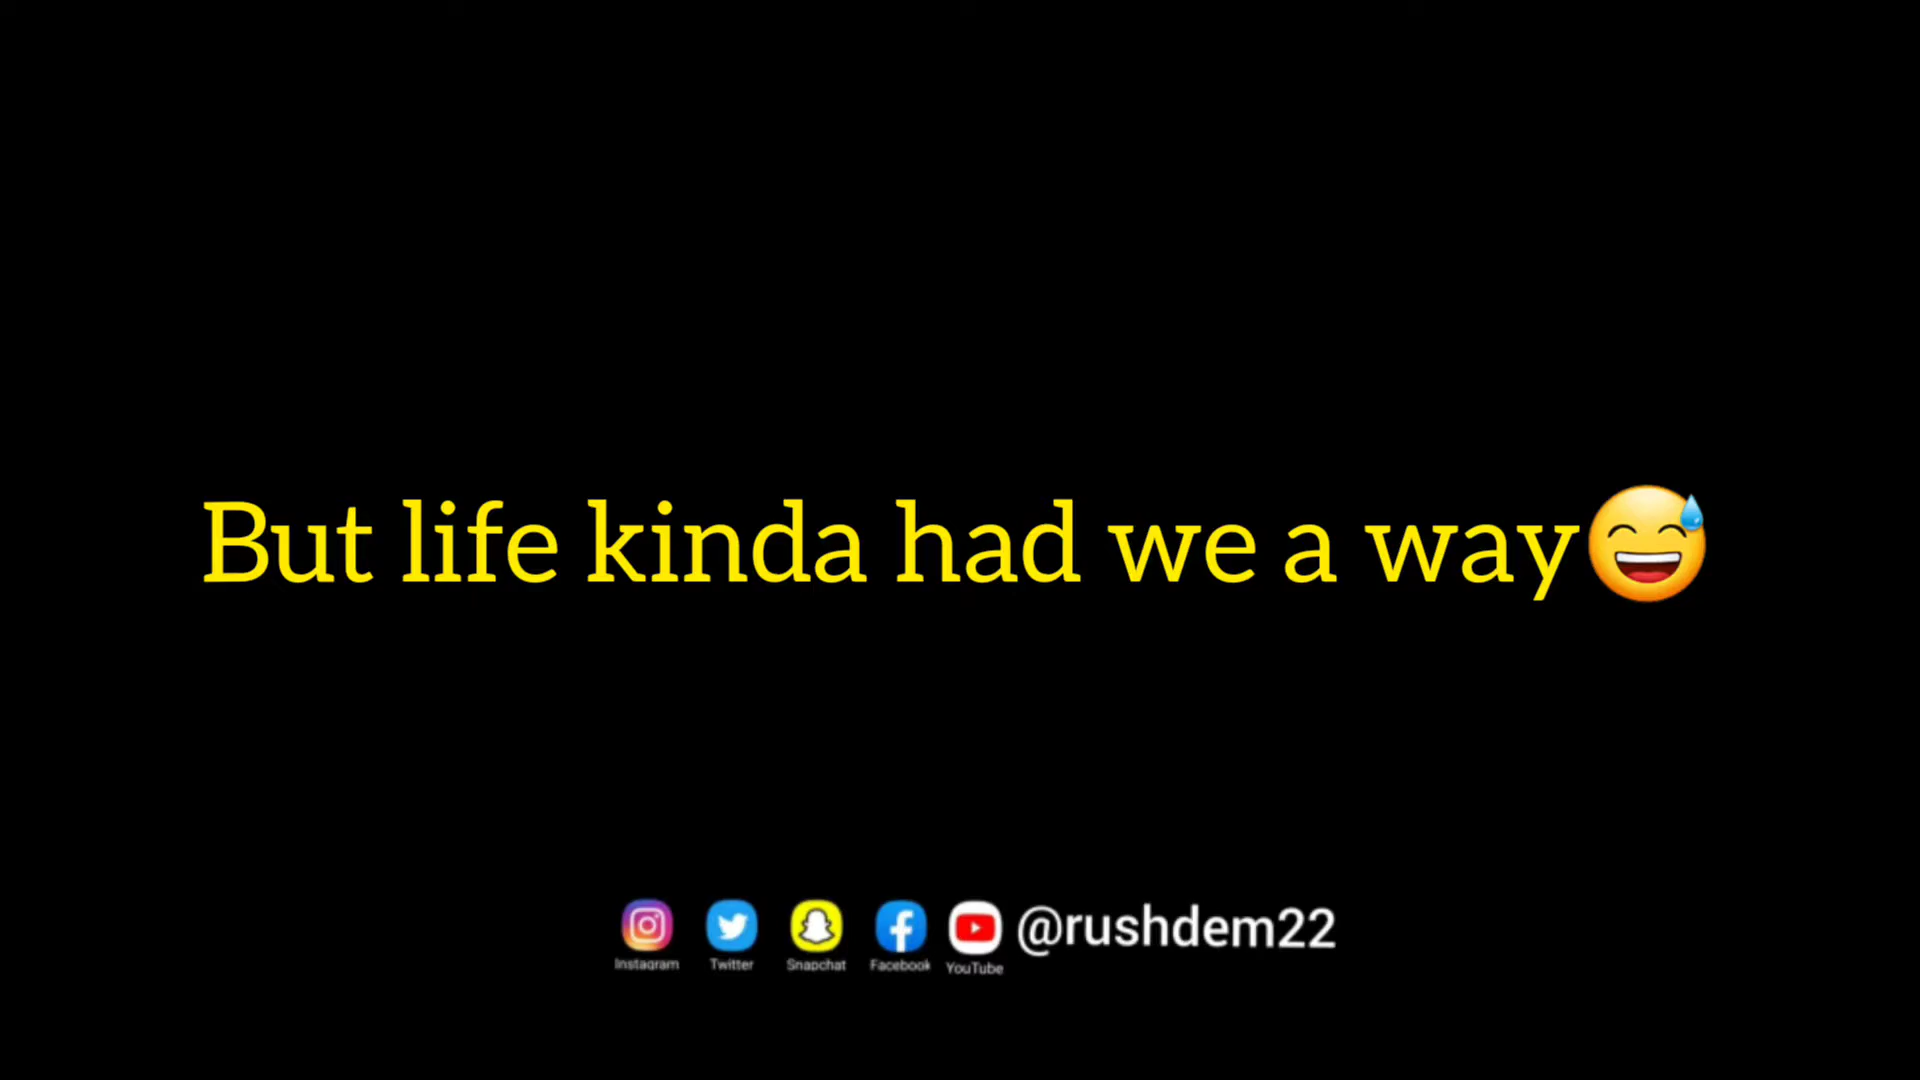 But life kinda had we a way😅
@rushdem22
Instagram Twitter Snapchat Facebook YouTube